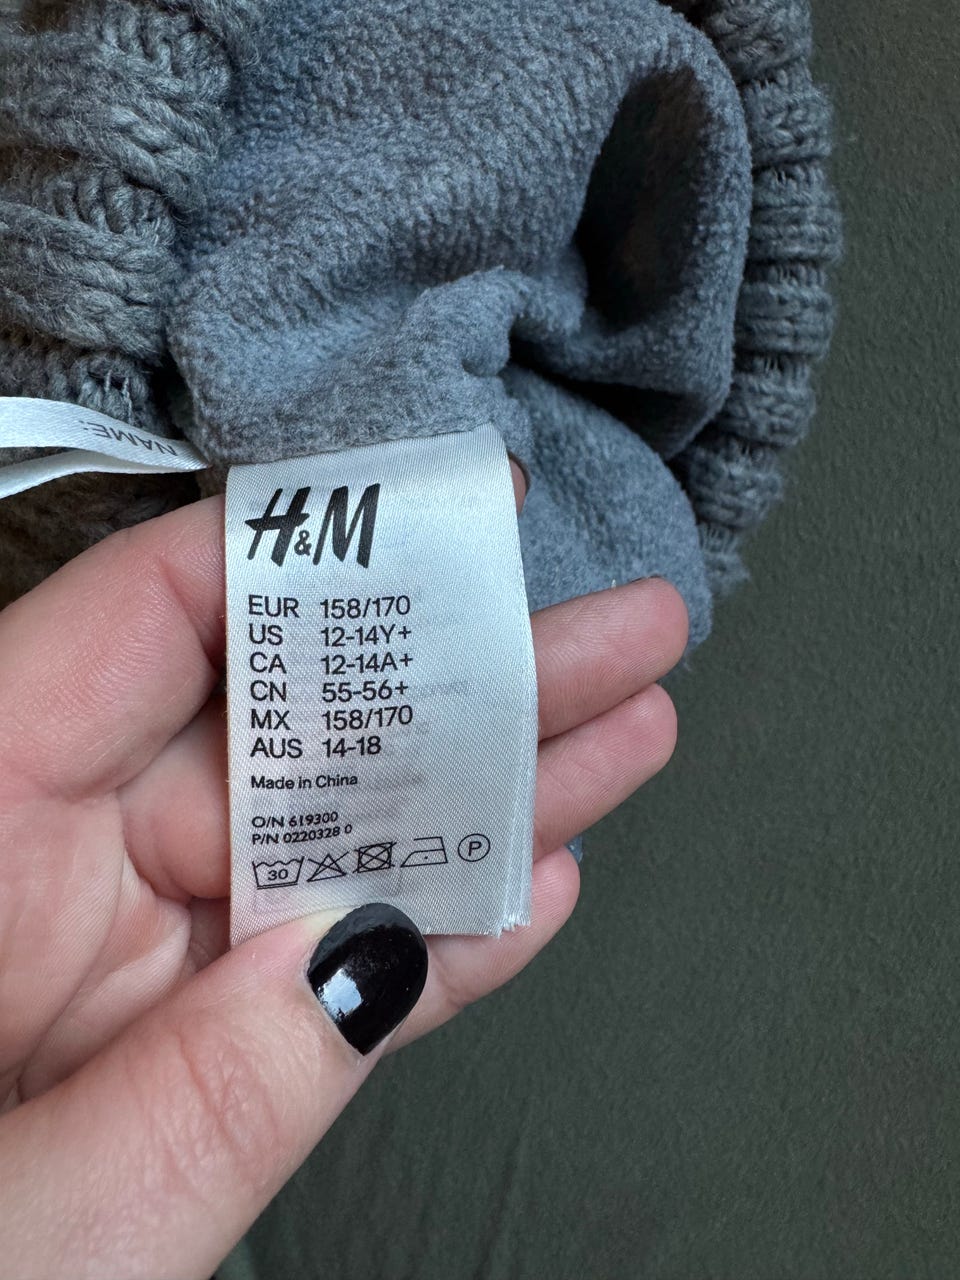 NAME:
H&M
EUR 158/170
US 12-14Y+
CA 12-14A+
CN 55-56+
MX 158/170
AUS 14-18
Made in China
O/N 619300
P/N 0220328 0
30 P